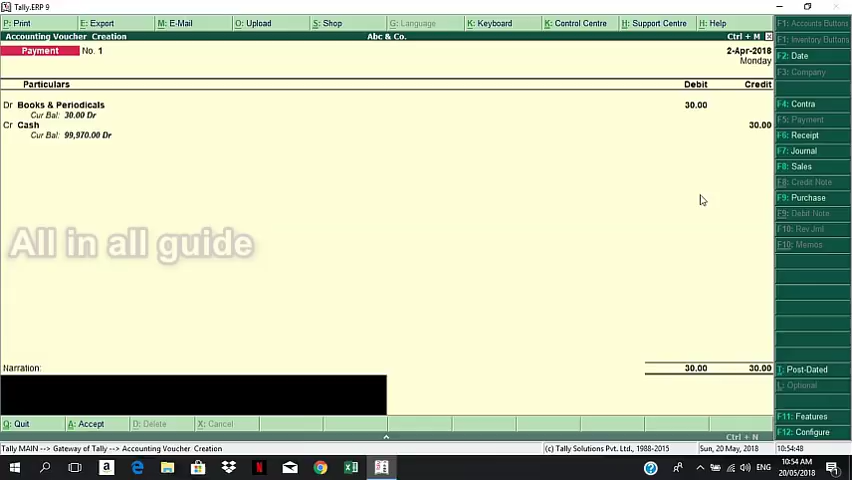 Tally.ERP 9
P: Print E: Export M: E-Mail O: Upload S: Shop G: Language K: Keyboard K: Control Centre H: Support Centre H: Help
Accounting Voucher Creation Abc & Co. Ctrl + M
Payment No. 1 2-Apr-2018
Monday
Particulars Debit Credit
Dr Books & Periodicals 30.00
Cur Bal: 30.00 Dr
Cr Cash 30.00
Cur Bal: 99,970.00 Dr
All in all guide
Narration: 30.00 30.00
Q: Quit A: Accept D: Delete X: Cancel
Ctrl + N
Tally MAIN --> Gateway of Tally --> Accounting Voucher Creation (c) Tally Solutions Pvt. Ltd., 1988-2015 Sun, 20 May, 2018 10:54:48
F1: Accounts Buttons
F1: Inventory Buttons
F2: Date
F3: Company
F4: Contra
F5: Payment
F6: Receipt
F7: Journal
F8: Sales
F8: Credit Note
F9: Purchase
F9: Debit Note
F10: Rev Jrnl
F10: Memos
T: Post-Dated
L: Optional
F11: Features
F12: Configure
ENG 10:54 AM
20/05/2018